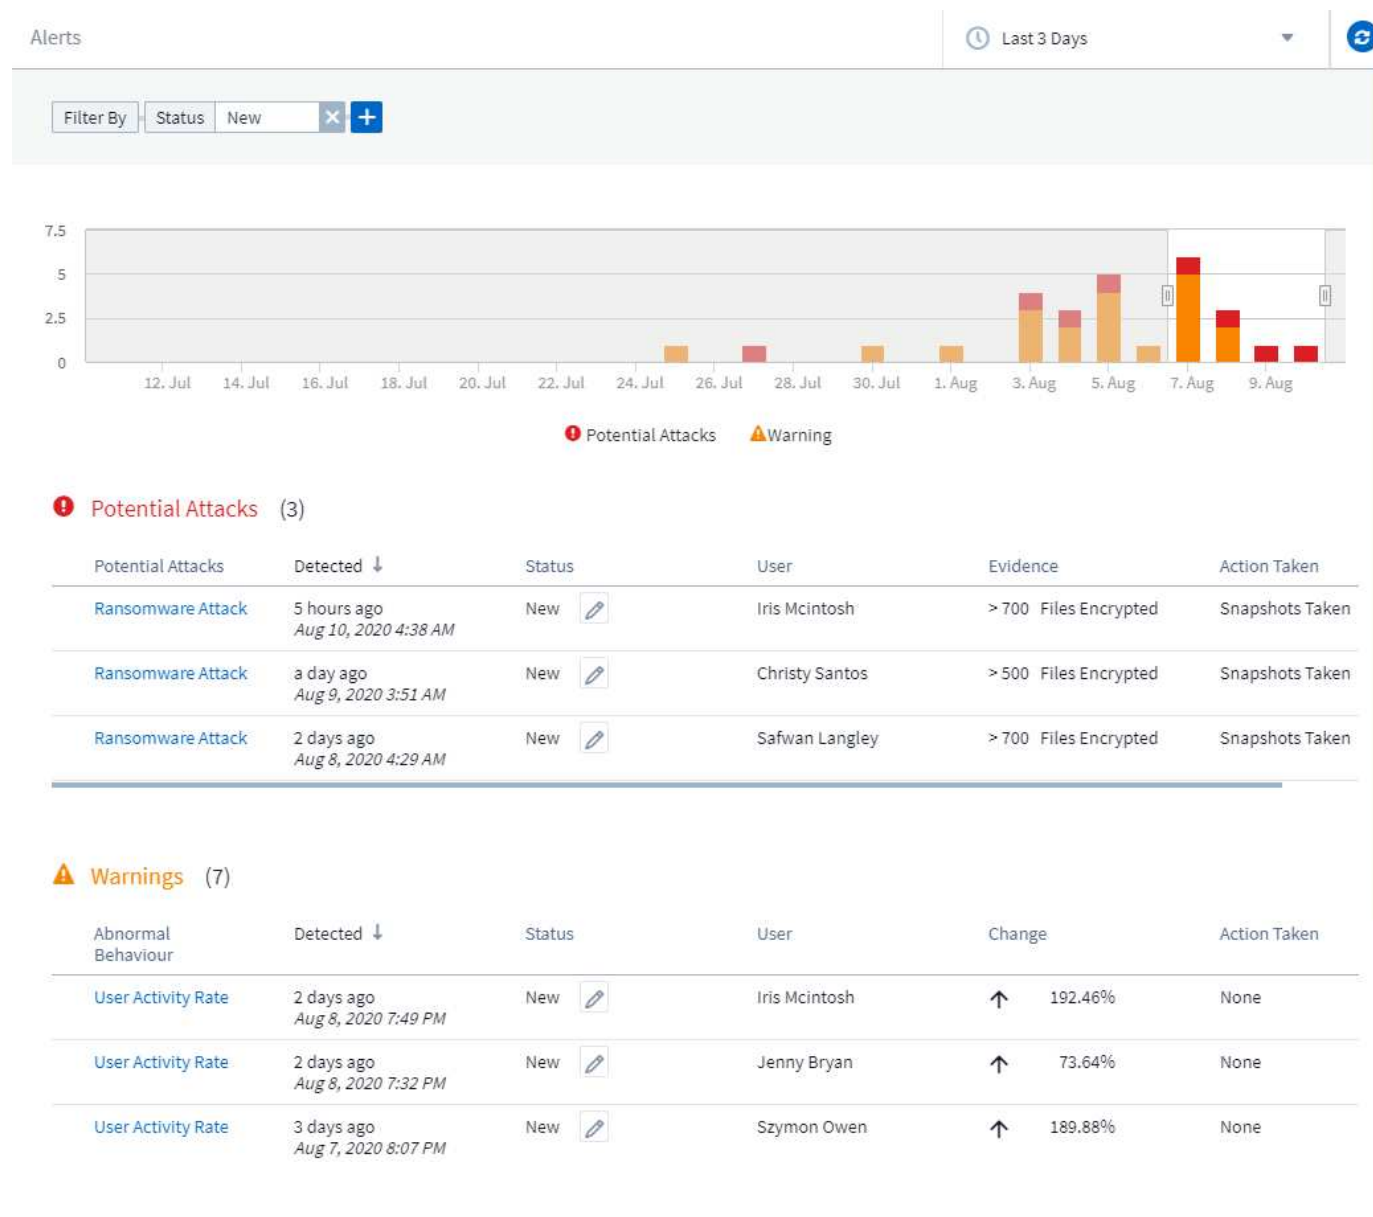 Alerts
Last 3 Days
Filter By Status New
7.5
5
2.5
0
12. Jul 14. Jul 16. Jul 18. Jul 20. Jul 22. Jul 24. Jul 26. Jul 28. Jul 30. Jul 1. Aug 3. Aug 5. Aug 7. Aug 9. Aug
Potential Attacks Warning
Potential Attacks (3)
Potential Attacks Detected Status User Evidence Action Taken
Ransomware Attack 5 hours ago New Iris Mcintosh > 700 Files Encrypted Snapshots Taken
Aug 10, 2020 4:38 AM
Ransomware Attack a day ago New Christy Santos > 500 Files Encrypted Snapshots Taken
Aug 9, 2020 3:51 AM
Ransomware Attack 2 days ago New Safwan Langley > 700 Files Encrypted Snapshots Taken
Aug 8, 2020 4:29 AM
Warnings (7)
Abnormal Detected Status User Change Action Taken
Behaviour
User Activity Rate 2 days ago New Iris Mcintosh 192.46% None
Aug 8, 2020 7:49 PM
User Activity Rate 2 days ago New Jenny Bryan 73.64% None
Aug 8, 2020 7:32 PM
User Activity Rate 3 days ago New Szymon Owen 189.88% None
Aug 7, 2020 8:07 PM